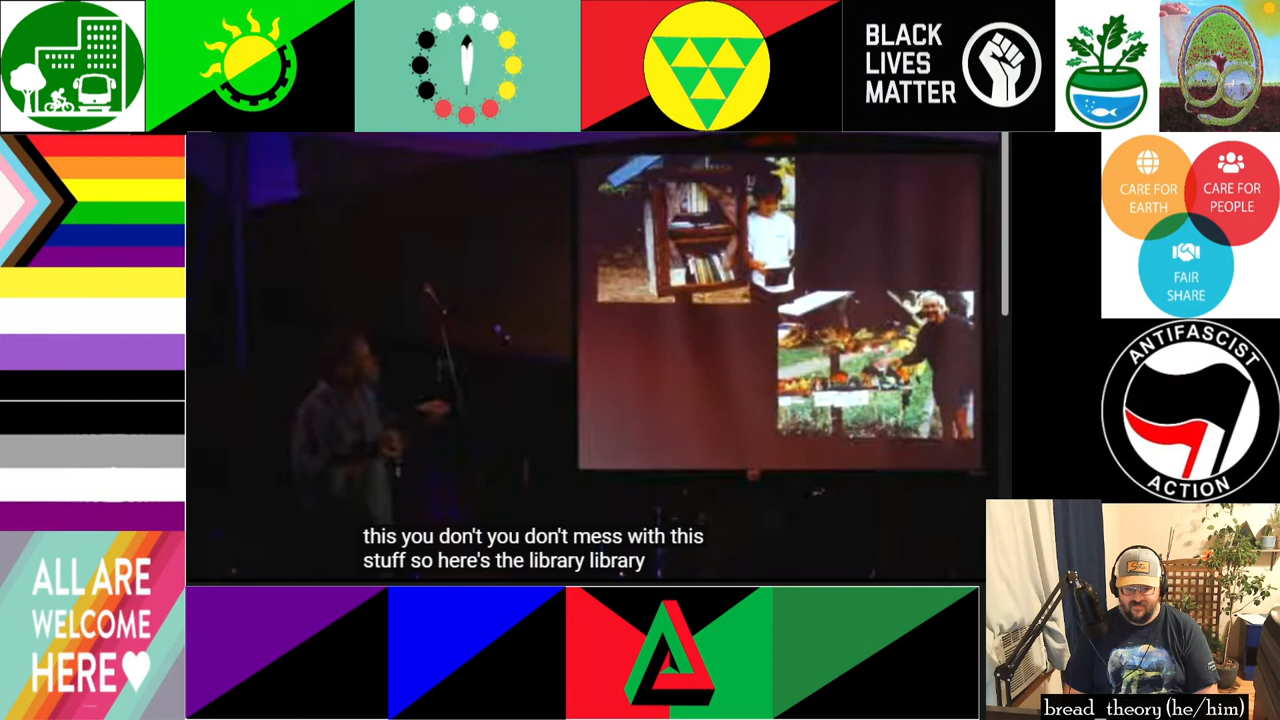 BLACK
LIVES
MATTER
CARE FOR
EARTH
CARE FOR
PEOPLE
FAIR
SHARE
ANTIFASCIST
ACTION
this you don't you don't mess with this
stuff so here's the library library
ALL ARE
WELCOME
HERE
bread_theory (he/him)